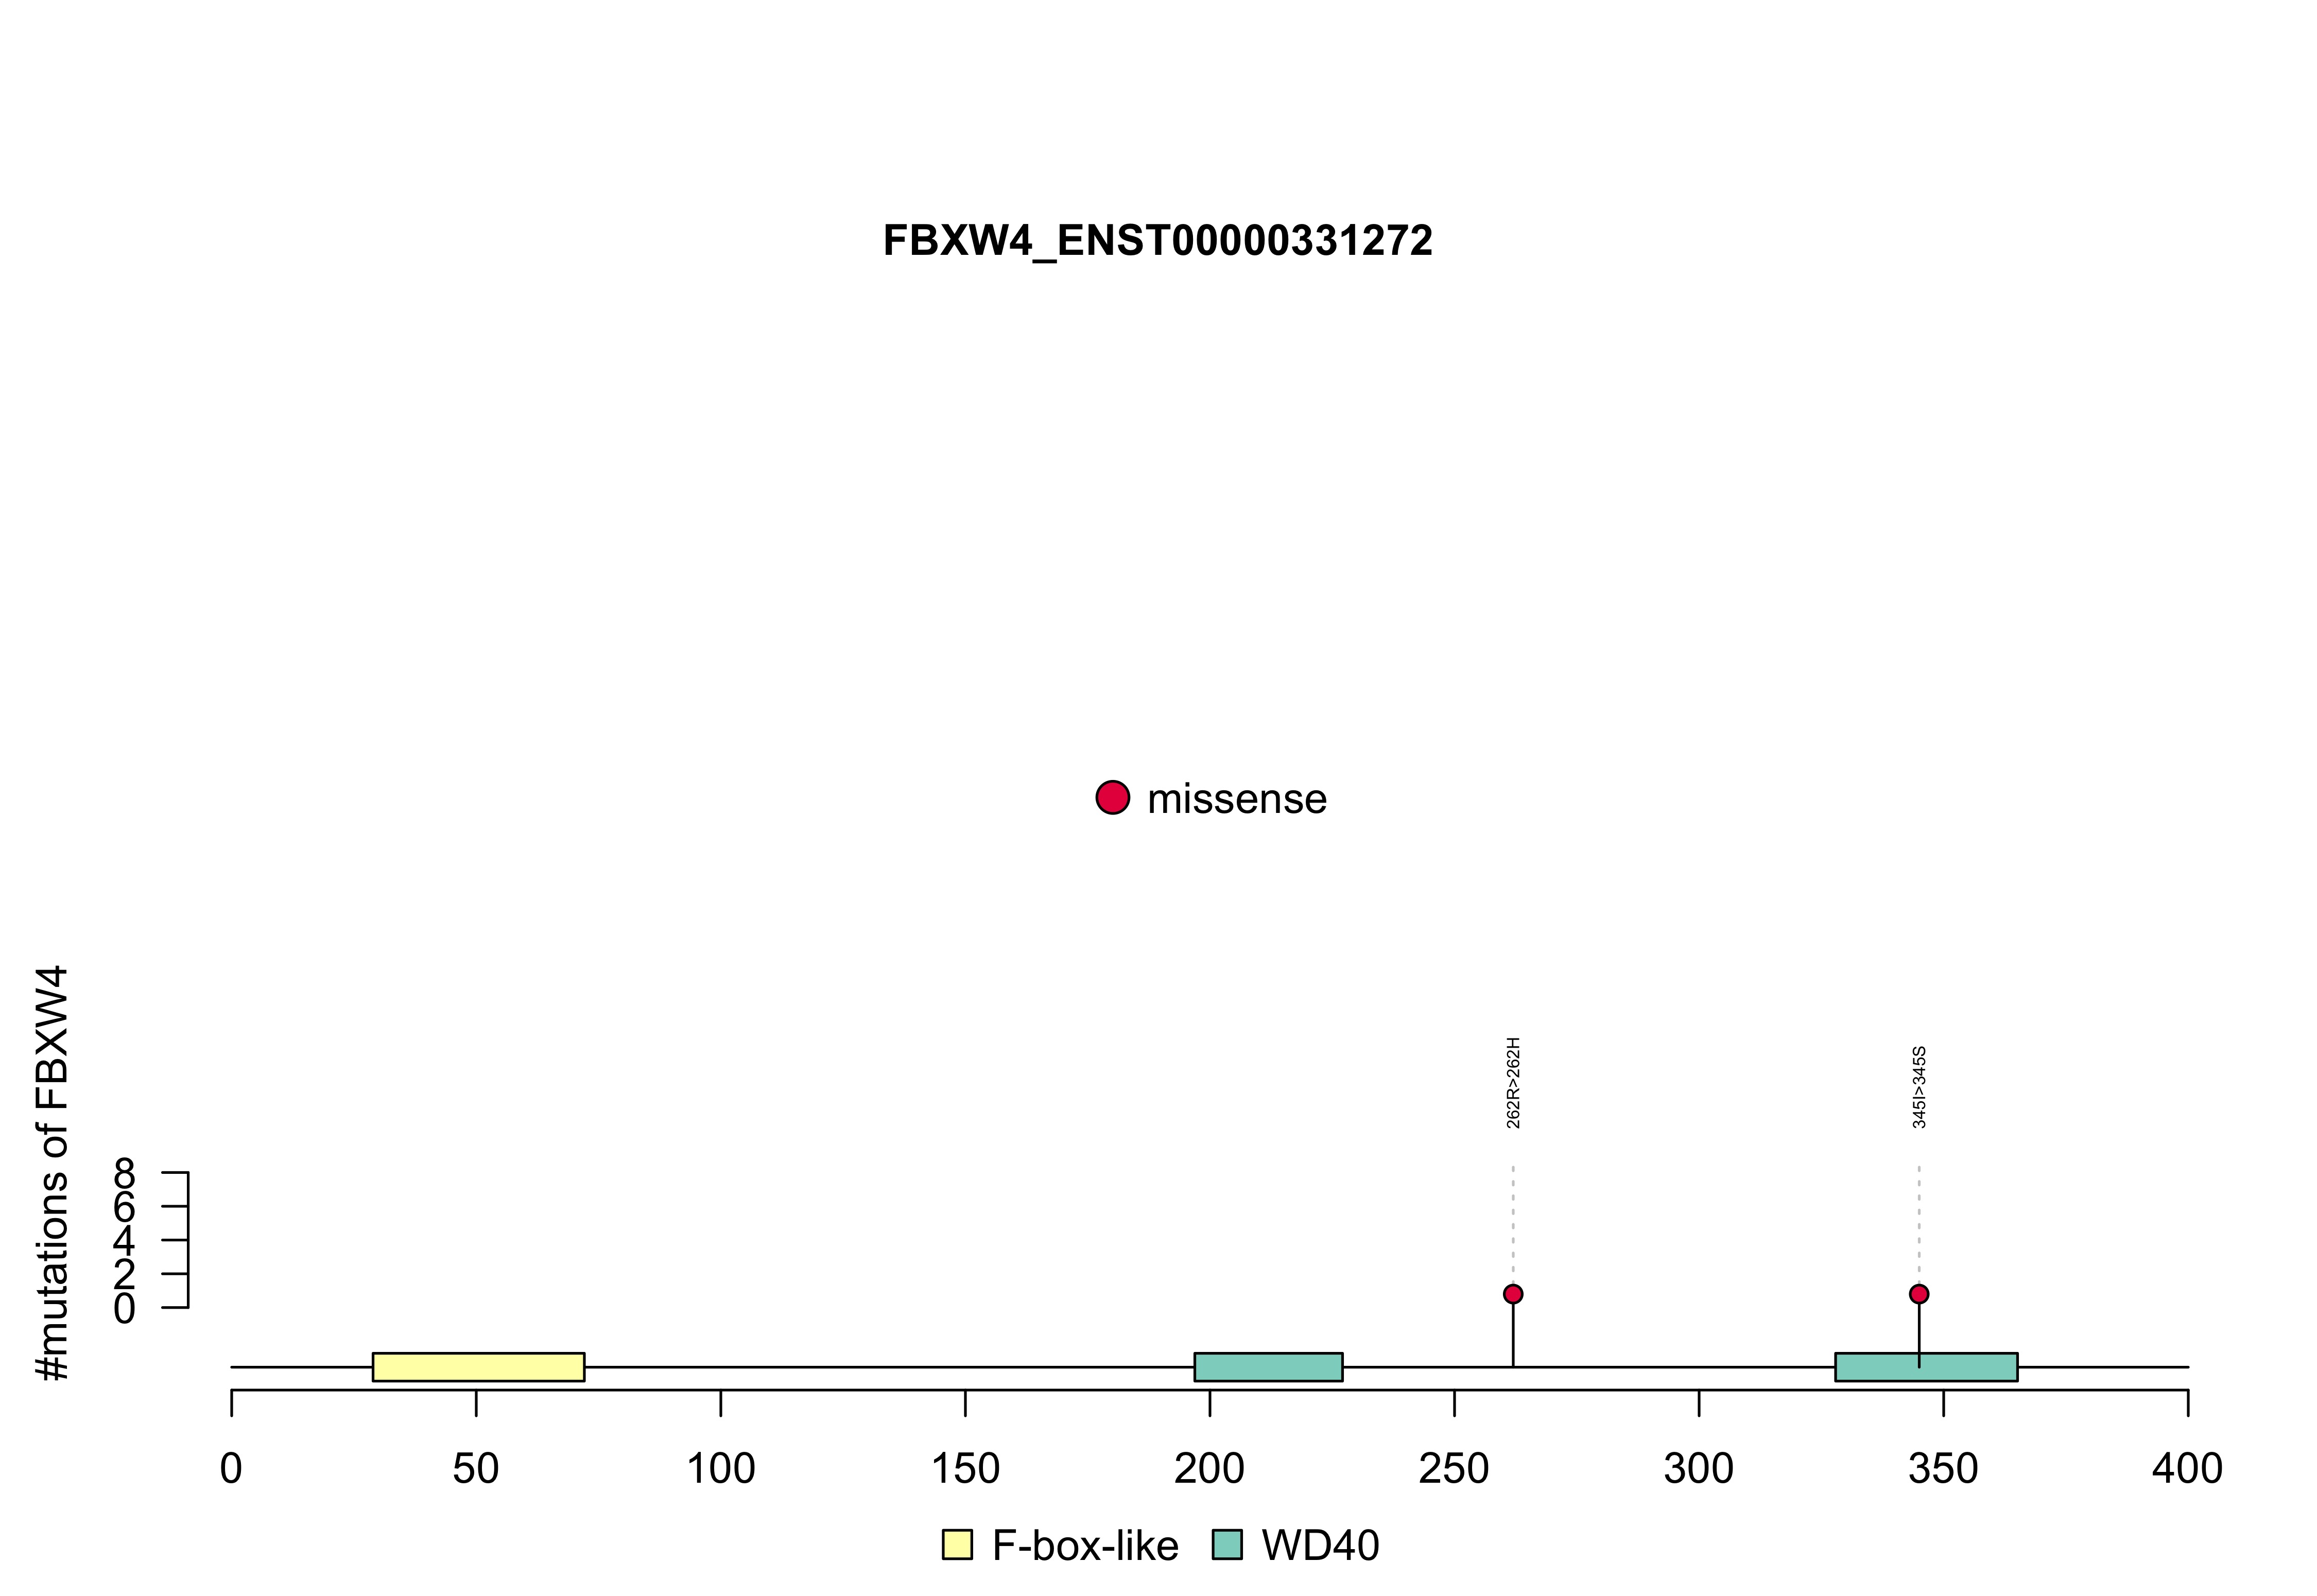 FBXW4_ENST00000331272
missense
#mutations of FBXW4
262R>262H
345I>345S
8
6
4
2
0
0 50 100 150 200 250 300 350 400
F-box-like WD40